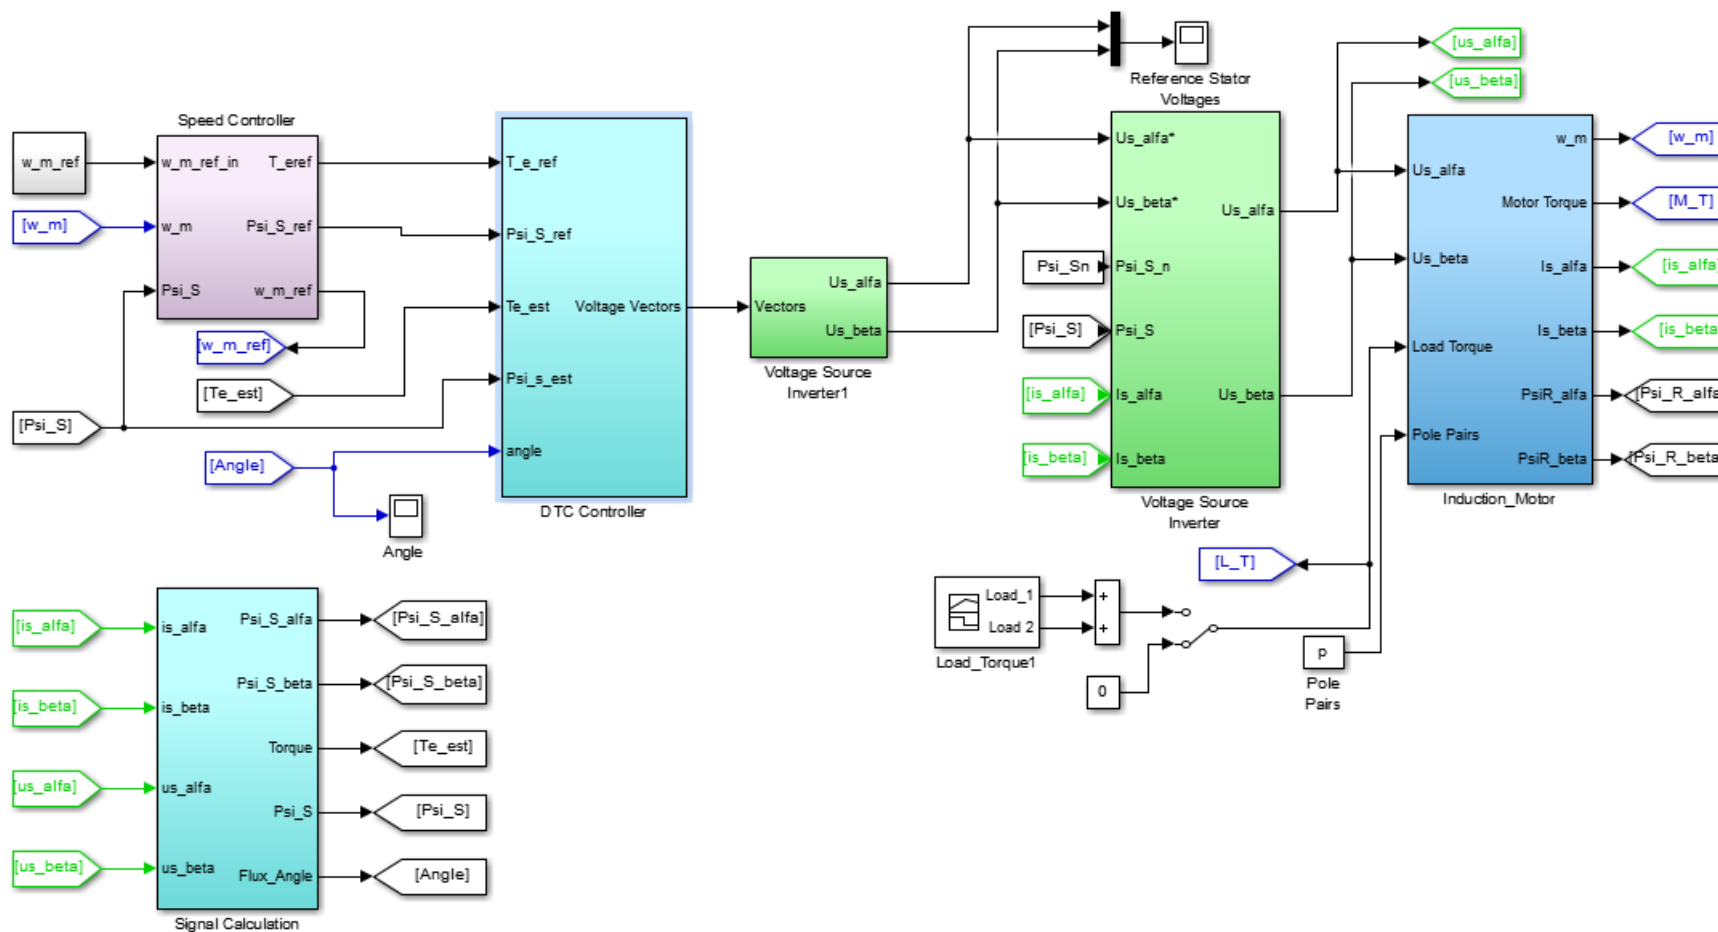 Speed Controller
w_m_ref
w_m_ref_in
T_eref
[w_m]
w_m
Psi_S_ref
Psi_S
w_m_ref
[w_m_ref]
[Te_est]
[Psi_S]
[Angle]
Angle
T_e_ref
Psi_S_ref
Te_est
Voltage Vectors
Psi_s_est
angle
DTC Controller
Vectors
Us_alfa
Us_beta
Voltage Source
Inverter1
Reference Stator
Voltages
Us_alfa*
Us_beta*
Us_alfa
Psi_Sn
Psi_S_n
[Psi_S]
Psi_S
[is_alfa]
Is_alfa
Us_beta
[is_beta]
Is_beta
Voltage Source
Inverter
[us_alfa]
[us_beta]
w_m
[w_m]
Us_alfa
Motor Torque
[M_T]
Us_beta
Is_alfa
[is_alfa]
Is_beta
[is_beta
Load Torque
PsiR_alfa
[Psi_R_alfa
Pole Pairs
PsiR_beta
[Psi_R_beta
Induction_Motor
[L_T]
Load_1
+
Load 2
+
Load_Torque1
0
p
Pole
Pairs
[is_alfa]
is_alfa
Psi_S_alfa
[Psi_S_alfa]
[is_beta]
is_beta
Psi_S_beta
[Psi_S_beta]
Torque
[Te_est]
[us_alfa]
us_alfa
Psi_S
[Psi_S]
[us_beta]
us_beta
Flux_Angle
[Angle]
Signal Calculation